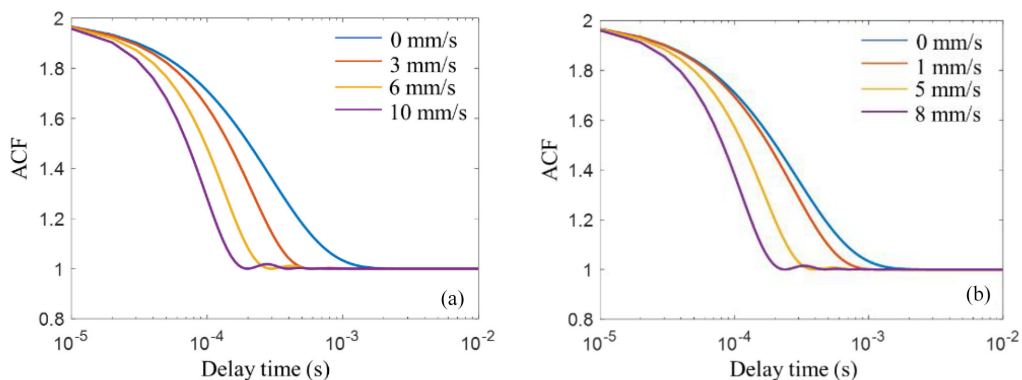 2
1.8
1.6
1.4
1.2
1
0.8
ACF
0 mm/s
3 mm/s
6 mm/s
10 mm/s
(a)
10-5
10-4
10-3
10-2
Delay time (s)
2
1.8
1.6
1.4
1.2
1
0.8
ACF
0 mm/s
1 mm/s
5 mm/s
8 mm/s
(b)
10-5
10-4
10-3
10-2
Delay time (s)